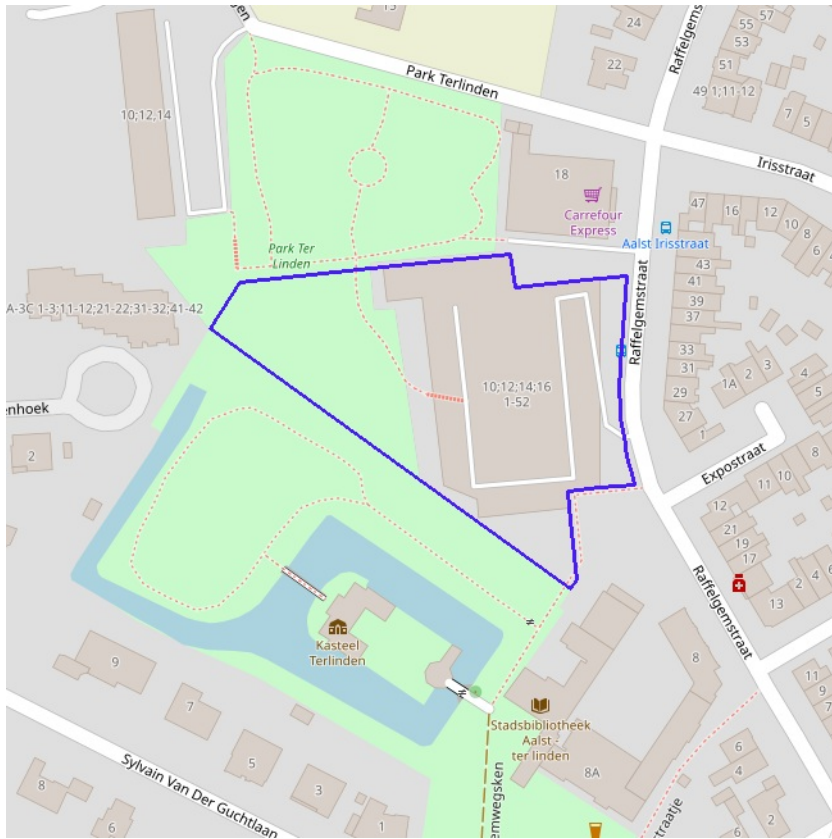 15
Park Terlinden
24
22
57
55
53
51
49 1;11-12
7
5
Raffelgems
Irisstraat
10;12,14
18
Carrefour
Express
Aalst Irisstraat
47
16
12
10
8
6
4
Park Ter
Linden
43
41
39
37
33
31
29
27
1
A-3C 1-3;11-12;21-22;31-32;41-42
Raffelgemstraat
10;12;14;16
1-52
1A
2
3
4
5
enhoek
2
Expostraat
12
11
10
8
21
19
17
13
2
4
6
Raffelgemstraat
Kasteel
Terlinden
9
7
5
3
1
8
6
Sylvain Van Der Guchtlaan
Stadsbibliotheek
Aalst -
ter linden
8
8A
emwegsken
straatje
6
4
2
11
9
7